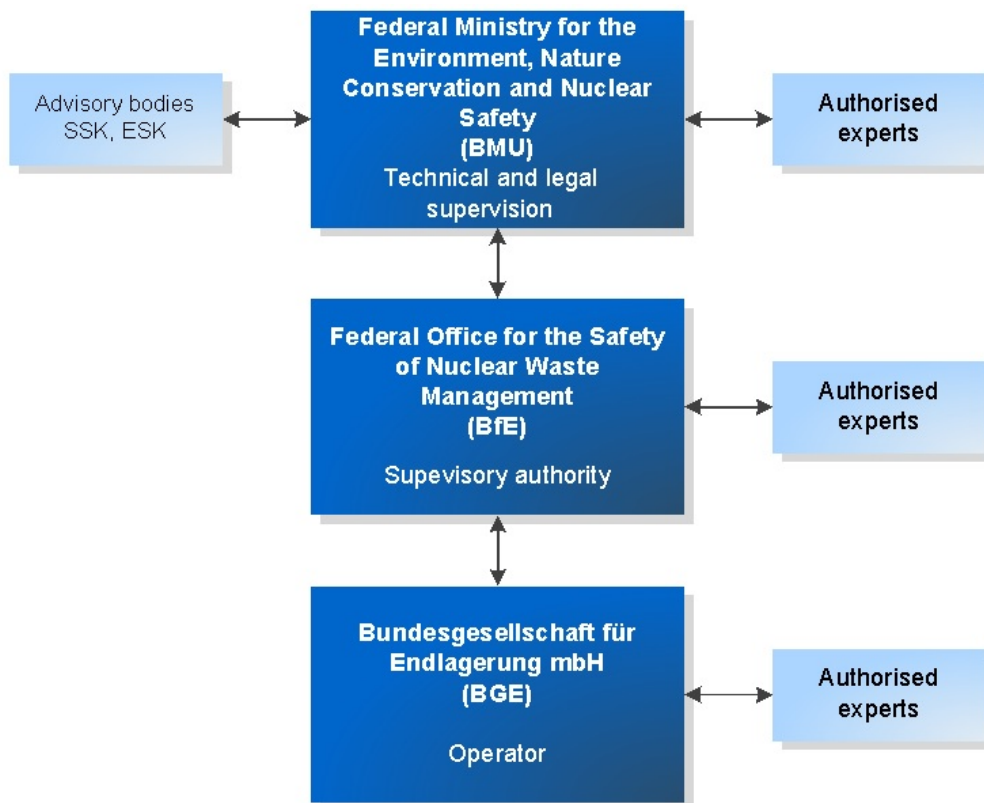 Federal Ministry for the
Environment, Nature
Conservation and Nuclear
Safety
(BMU)
Technical and legal
supervision
Advisory bodies
SSK, ESK
Authorised
experts
Federal Office for the Safety
of Nuclear Waste
Management
(BfE)
Supevisory authority
Authorised
experts
Bundesgesellschaft für
Endlagerung mbH
(BGE)
Operator
Authorised
experts